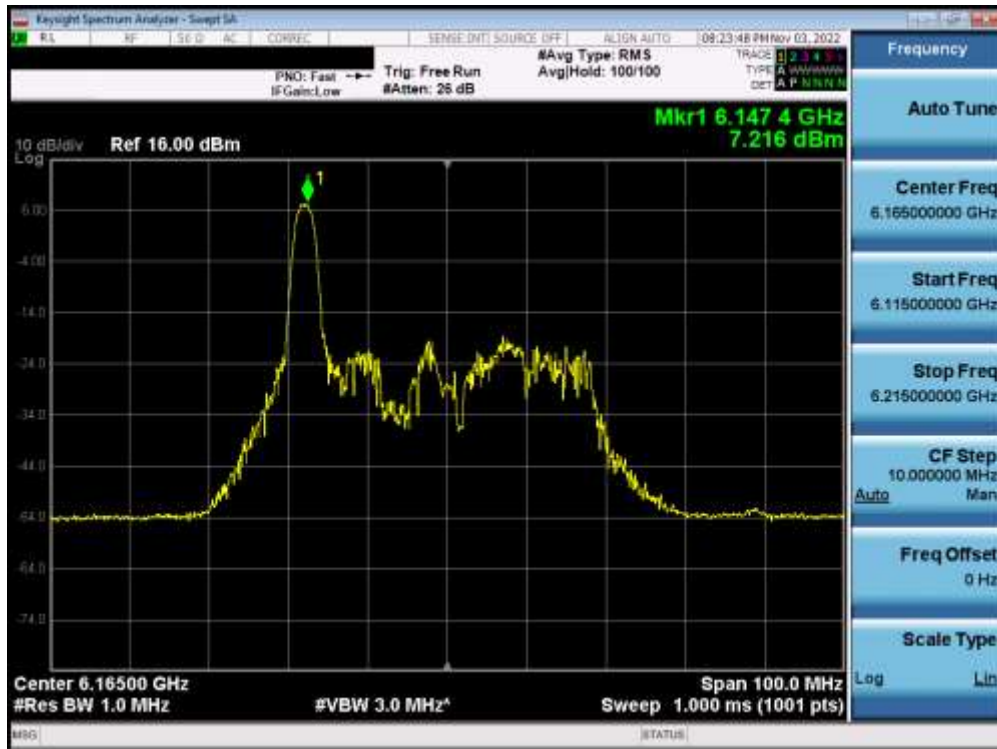 Keysight Spectrum Analyzer - Swept SA
RL RF 50 Ω AC CORREC SENSE:INT SOURCE OFF ALIGN AUTO 08:23:48 PM Nov 03, 2022
PNO: Fast
IFGain:Low
Trig: Free Run
#Atten: 26 dB
#Avg Type: RMS
Avg|Hold: 100/100
TRACE 1 2 3 4 5 6
TYPE A WWWWW
DET A P N N N N
Mkr1 6.147 4 GHz
7.216 dBm
10 dB/div Ref 16.00 dBm
Log
1
6.00
-4.00
-14.0
-24.0
-34.0
-44.0
-54.0
-64.0
-74.0
Center 6.16500 GHz Span 100.0 MHz
#Res BW 1.0 MHz #VBW 3.0 MHz* Sweep 1.000 ms (1001 pts)
MSG STATUS
Frequency
Auto Tune
Center Freq
6.165000000 GHz
Start Freq
6.115000000 GHz
Stop Freq
6.215000000 GHz
CF Step
10.000000 MHz
Auto Man
Freq Offset
0 Hz
Scale Type
Log Lin